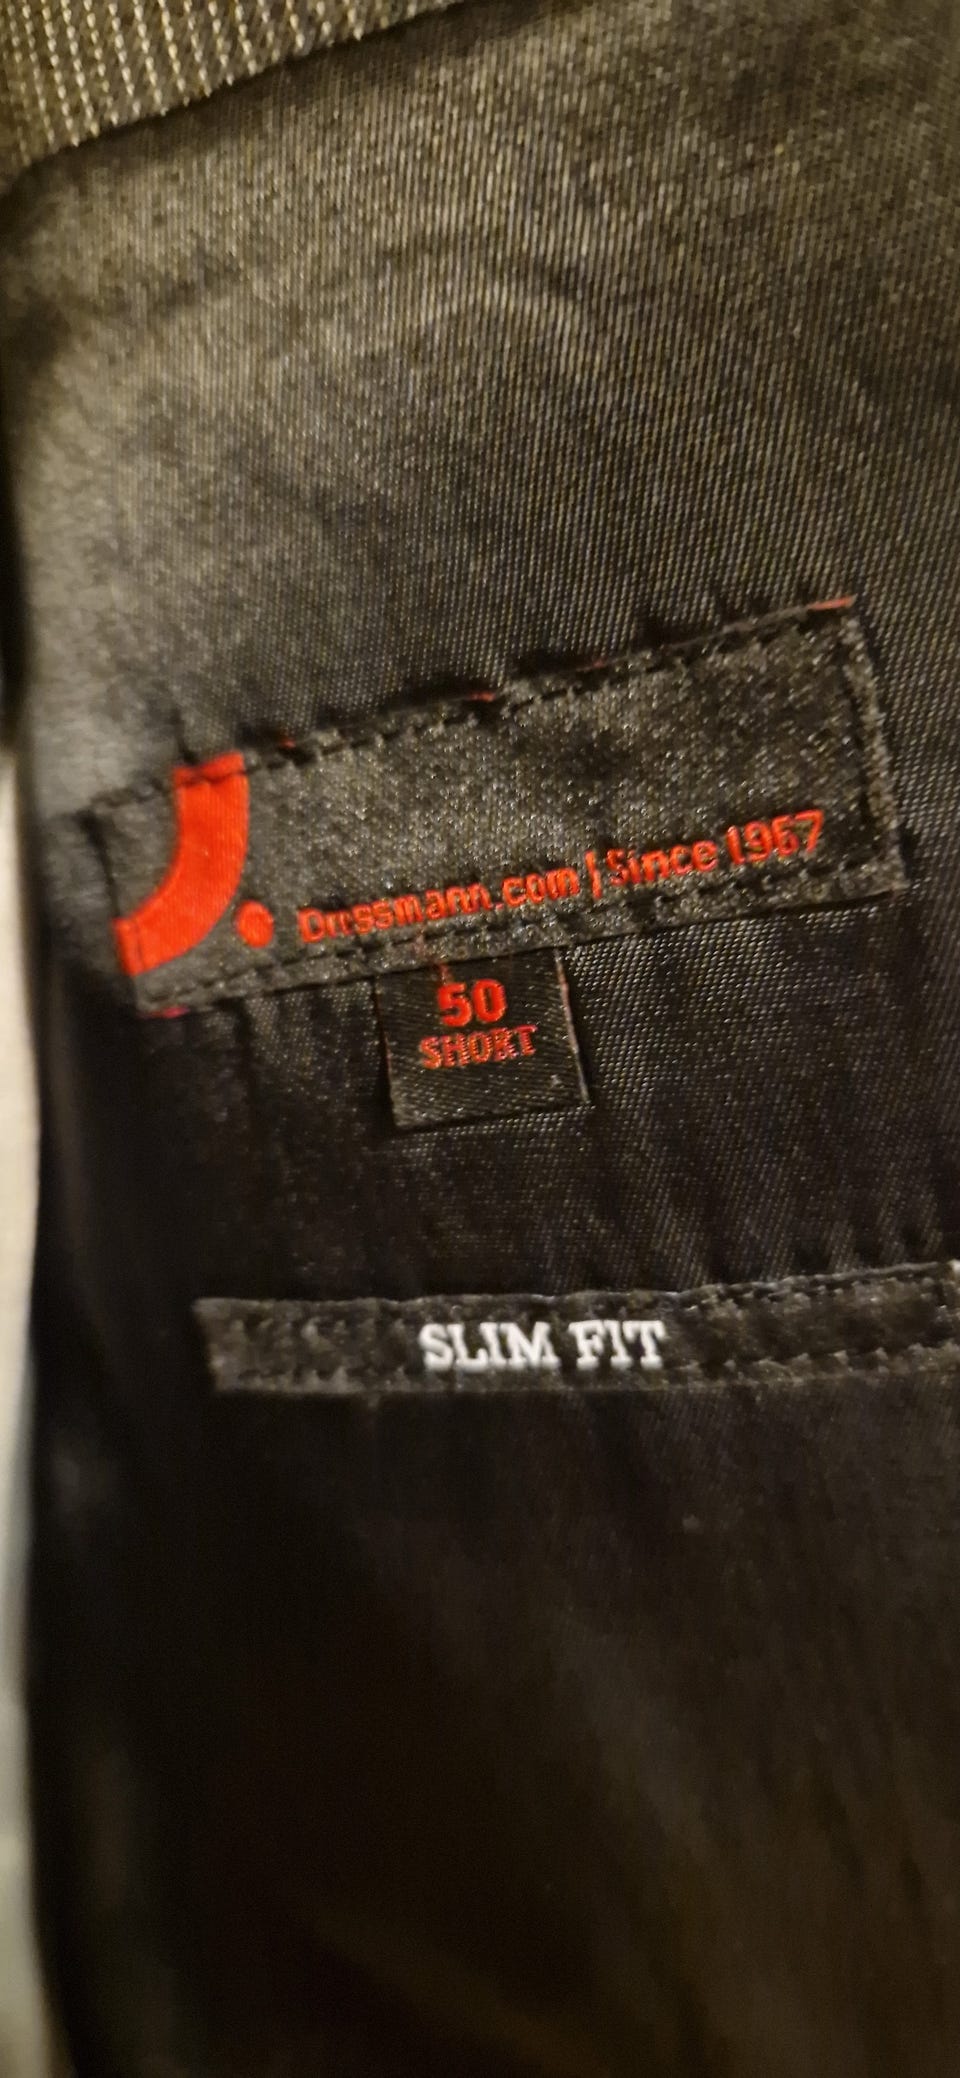 Dressmann.com | Since 1967
50
SHORT
SLIM FIT